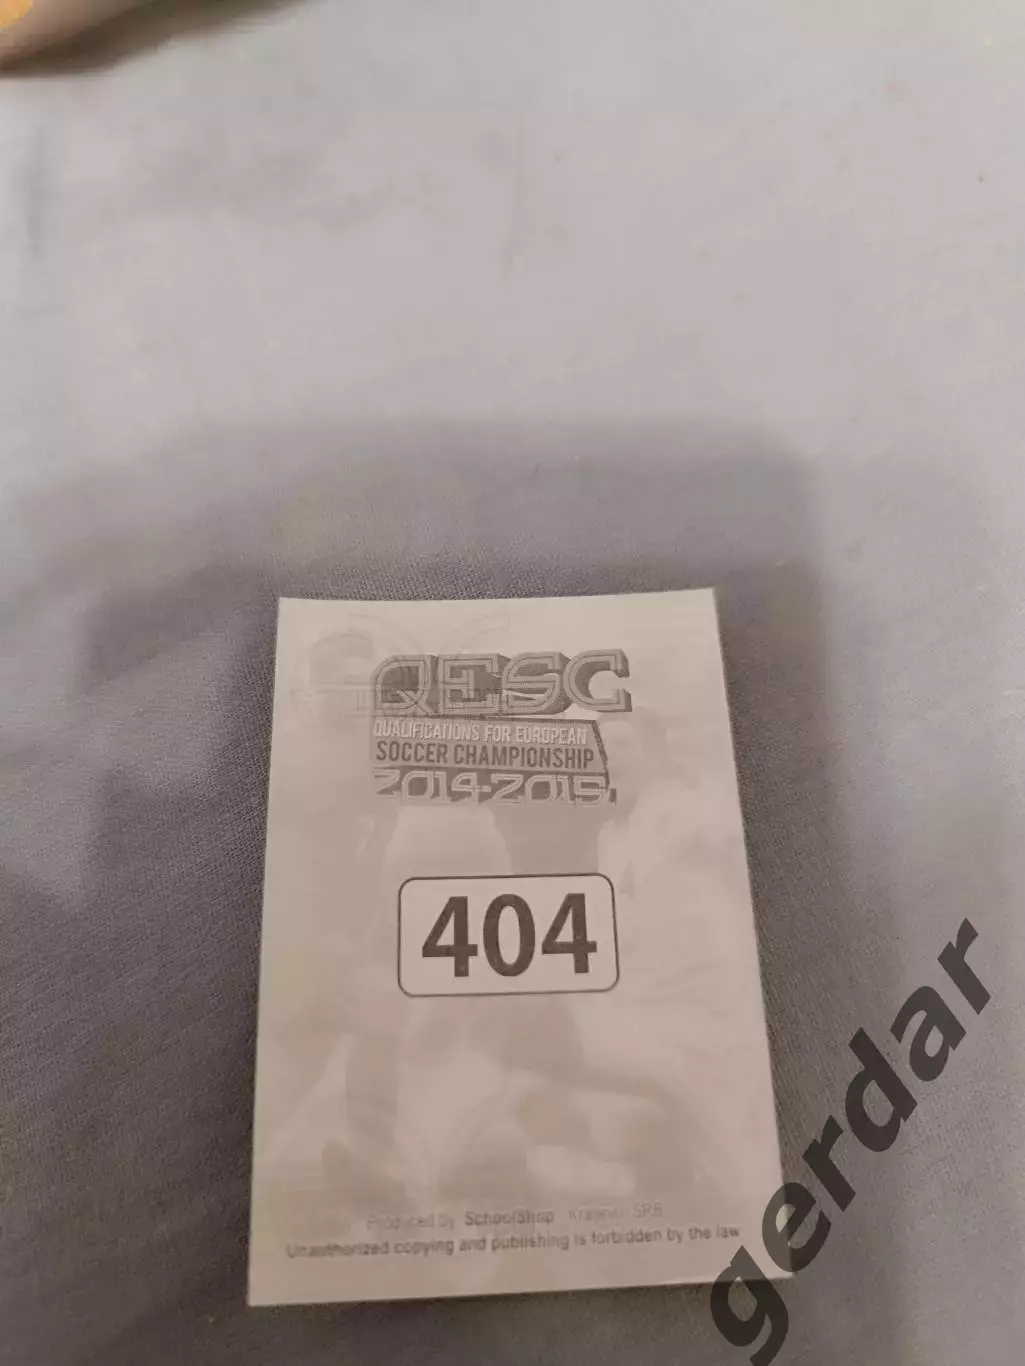 QESC
QUALIFICATIONS FOR EUROPEAN
SOCCER CHAMPIONSHIP
2014-2015.
404
Produced by SchoolShop Kraljevo, SRB
Unauthorized copying and publishing is forbidden by the law
gerdar